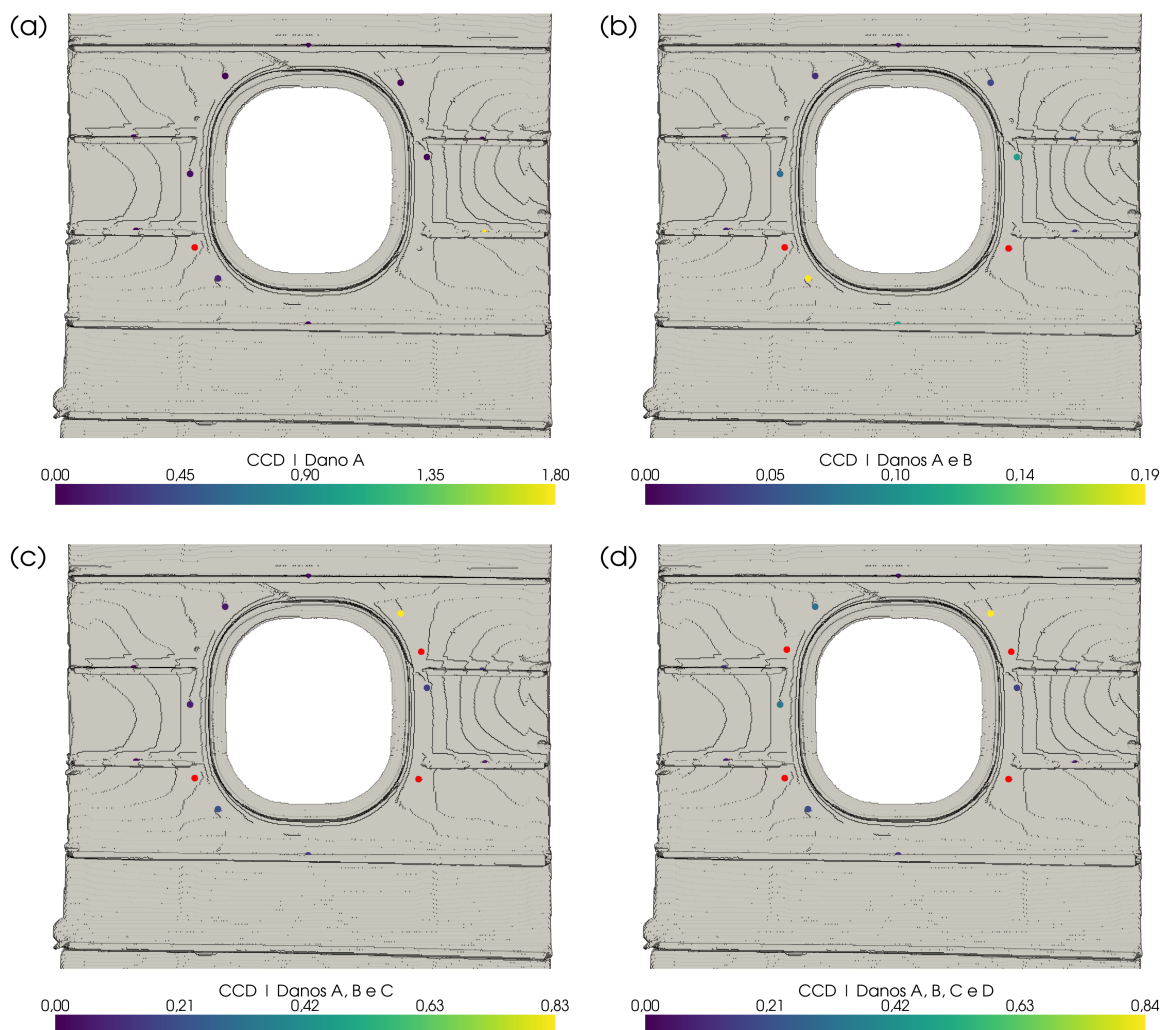 (a)
(b)
CCD | Dano A
0,00 0,45 0,90 1,35 1,80
CCD | Danos A e B
0,00 0,05 0,10 0,14 0,19
(c)
(d)
CCD | Danos A, B e C
0,00 0,21 0,42 0,63 0,83
CCD | Danos A, B, C e D
0,00 0,21 0,42 0,63 0,84